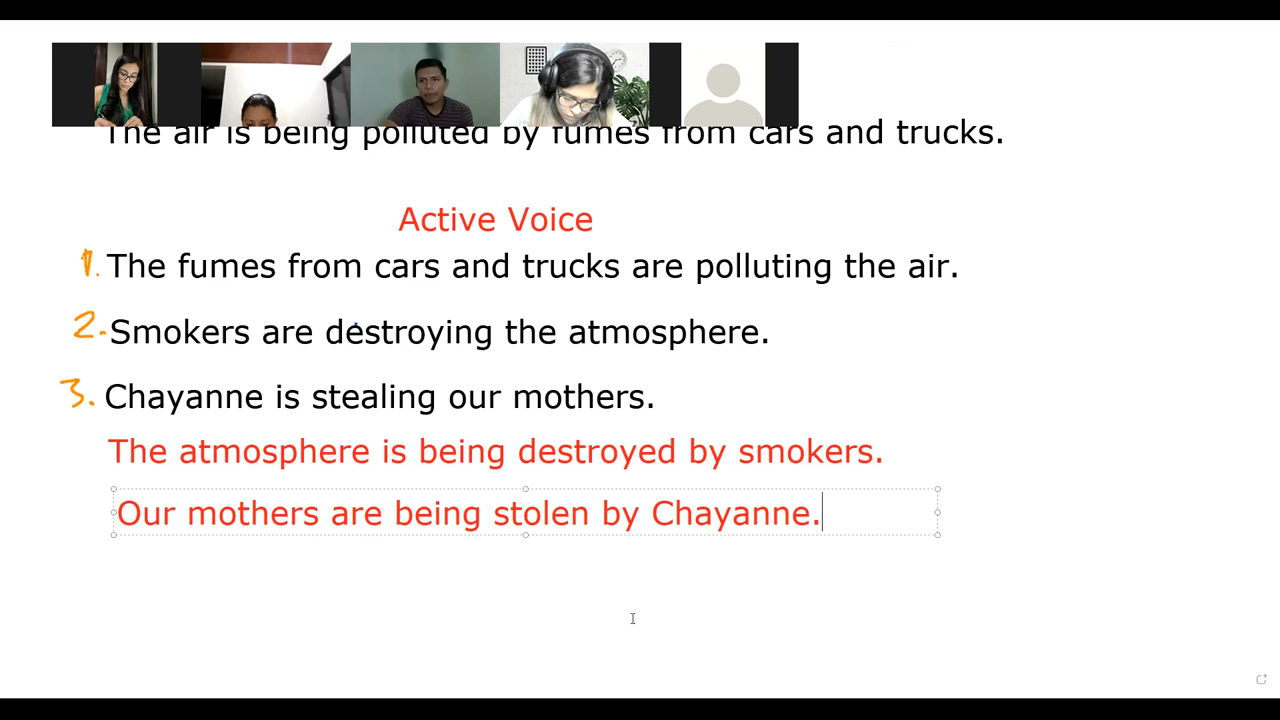 The air is being polluted by fumes from cars and trucks.
Active Voice
1. The fumes from cars and trucks are polluting the air.
2. Smokers are destroying the atmosphere.
3. Chayanne is stealing our mothers.
The atmosphere is being destroyed by smokers.
Our mothers are being stolen by Chayanne.